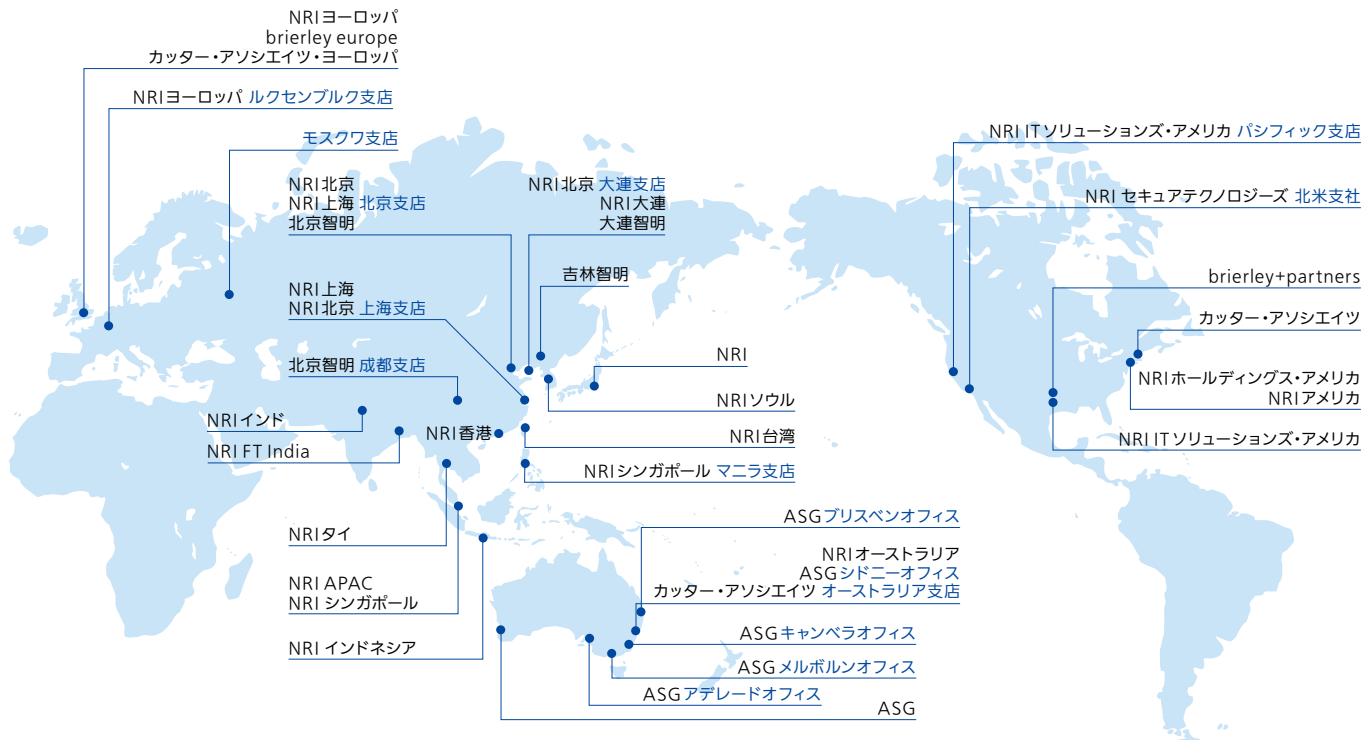 NRIヨーロッパ
brierley europe
カッター・アソシエイツ・ヨーロッパ
NRIヨーロッパ ルクセンブルク支店
モスクワ支店
NRI北京
NRI上海 北京支店
北京智明
NRI北京 大連支店
NRI大連
大連智明
吉林智明
NRI上海
NRI北京 上海支店
北京智明 成都支店
NRI
NRIソウル
NRIインド
NRI香港
NRI台湾
NRI FT India
NRIシンガポール マニラ支店
NRIタイ
NRI APAC
NRI シンガポール
NRI インドネシア
ASGブリスベンオフィス
NRIオーストラリア
ASGシドニーオフィス
カッター・アソシエイツ オーストラリア支店
ASGキャンベラオフィス
ASGメルボルンオフィス
ASGアデレードオフィス
ASG
NRI ITソリューションズ・アメリカ パシフィック支店
NRI セキュアテクノロジーズ 北米支社
brierley+partners
カッター・アソシエイツ
NRIホールディングス・アメリカ
NRIアメリカ
NRI ITソリューションズ・アメリカ